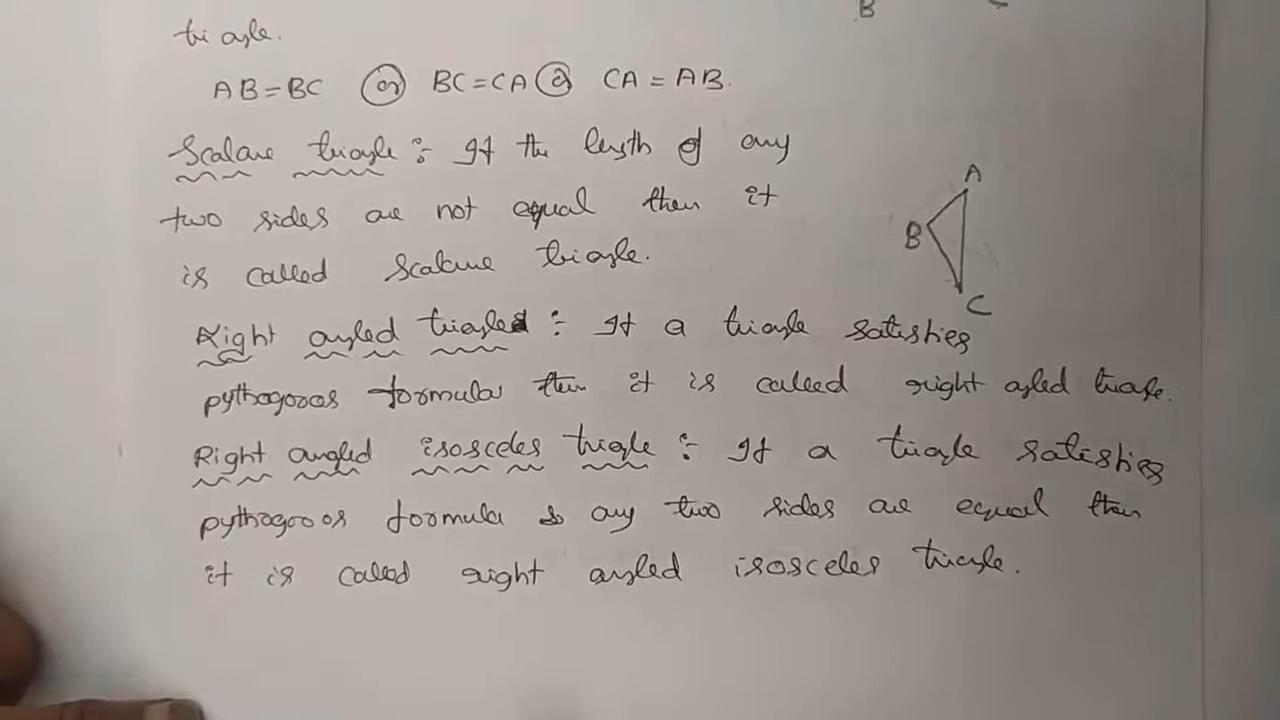 B
triangle.
AB=BC or BC=CA or CA=AB.
Scalane triangle :- If the length of any
two sides are not equal then it
is called Scalane triangle.
A
B
C
Right angled triangle :- If a triangle satisfies
pythagoras formula then it is called right angled triangle.
Right angled isosceles triangle :- If a triangle satisfies
pythagoros formula & any two sides are equal then
it is called right angled isosceles triangle.